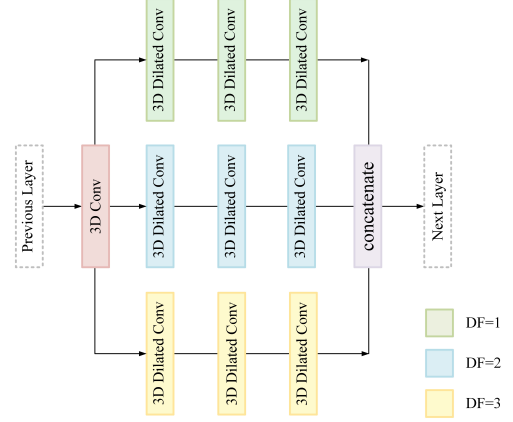 3D Dilated Conv
3D Dilated Conv
3D Dilated Conv
Previous Layer
3D Conv
3D Dilated Conv
3D Dilated Conv
3D Dilated Conv
concatenate
Next Layer
3D Dilated Conv
3D Dilated Conv
3D Dilated Conv
DF=1
DF=2
DF=3